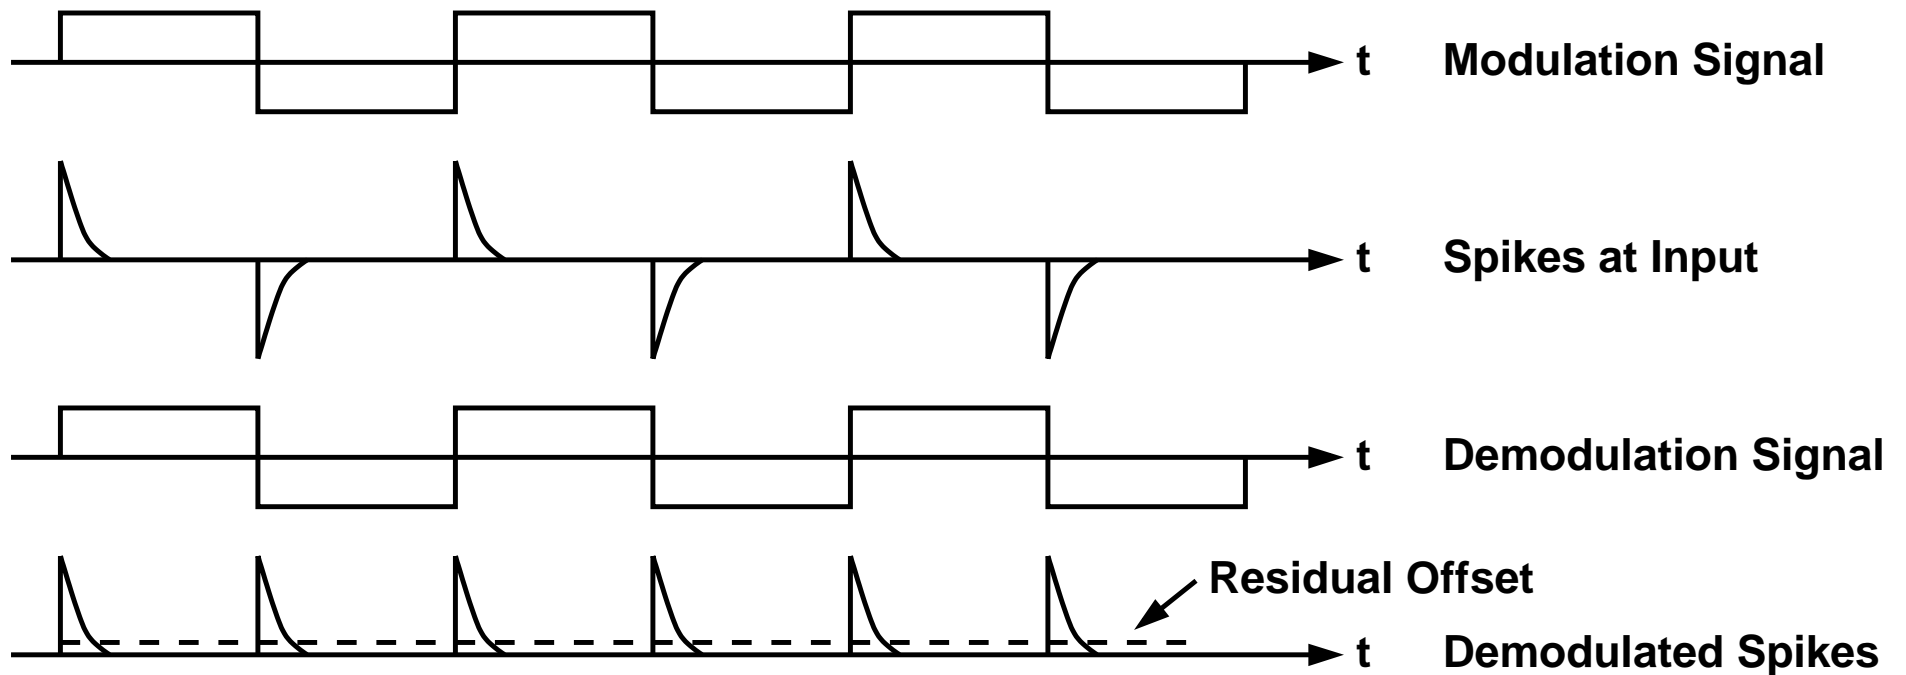 t Modulation Signal
t Spikes at Input
t Demodulation Signal
Residual Offset
t Demodulated Spikes